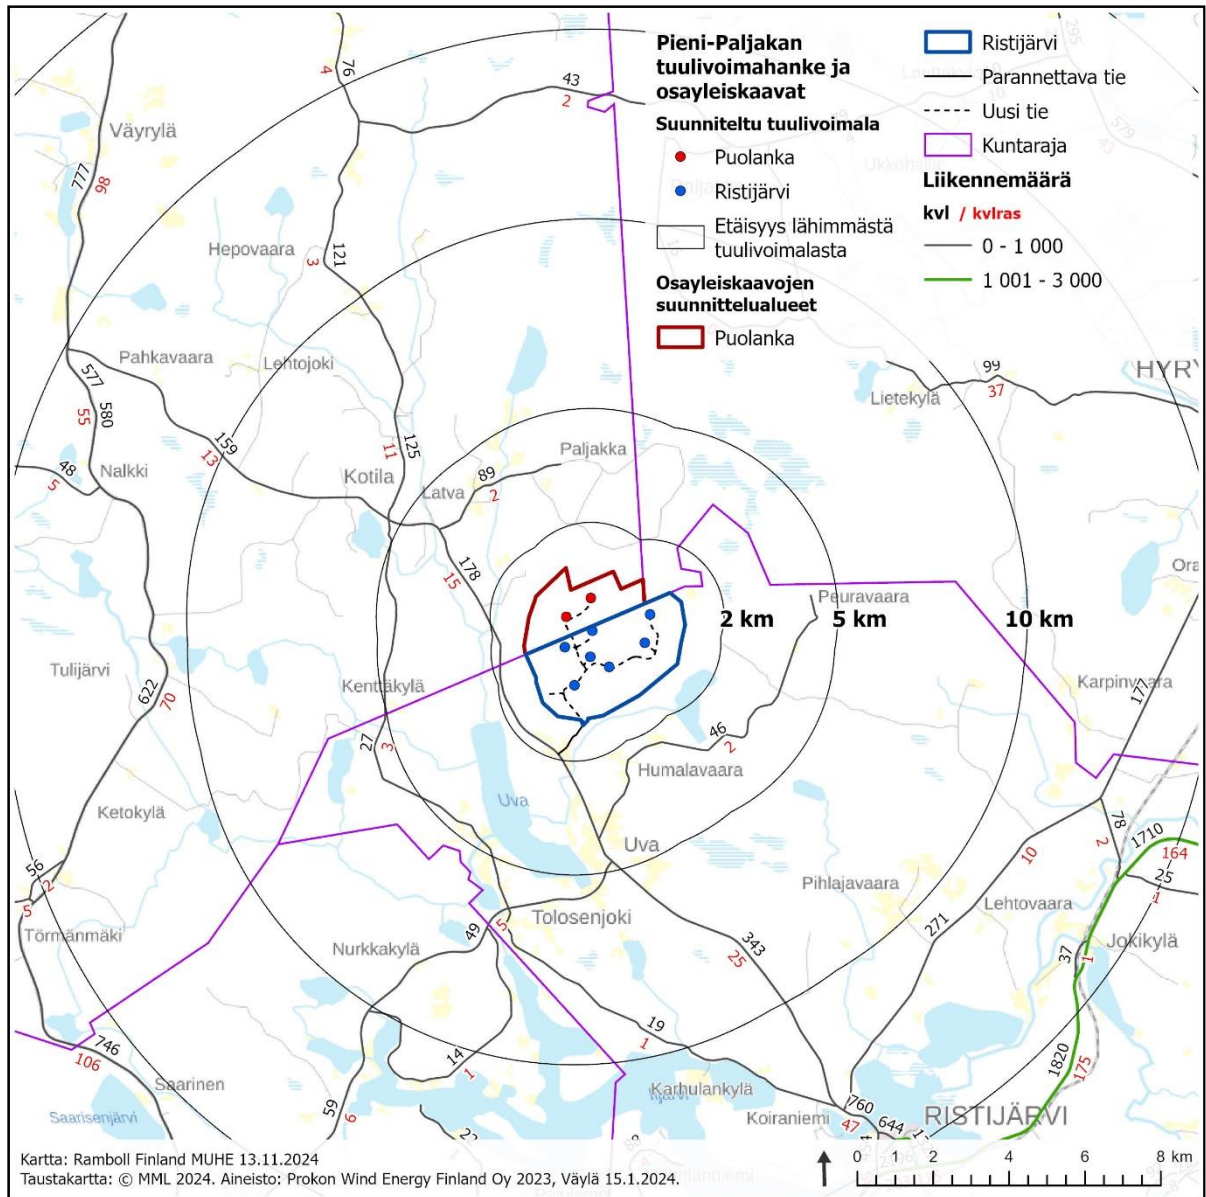 Pieni-Paljakan
tuulivoimahanke ja
osayleiskaavat
Suunniteltu tuulivoimala
Puolanka
Ristijärvi
Etäisyys lähimmästä
tuulivoimalasta
Osayleiskaavojen
suunnittelualueet
Puolanka
Ristijärvi
Parannettava tie
Uusi tie
Kuntaraja
Liikennemäärä
kvl / kvlras
0 - 1 000
1 001 - 3 000
76
4
43
2
295
579
43
Väyrylä
777
98
Ukkohalla
Hepovaara
3
121
Pahkavaara
Lehtojoki
99
37
HYRY
Lietekylä
577
580
55
159
13
11
125
Paljakka
48
5
Nalkki
Kotila
Latva
89
2
178
15
Peuravaara
2 km
5 km
10 km
Tulijärvi
622
70
Kenttäkylä
Karpinvaara
177
27
3
46
2
Humalavaara
Uva
Ketokylä
Uva
78
2
1710
164
10
56
2
5
Pihlajavaara
25
1
Lehtovaara
Törmänmäki
Tolosenjoki
49
5
Nurkkakylä
343
25
271
37
1
Jokikylä
746
106
19
1
14
1
1820
175
Saarinen
Saarisenjärvi
59
6
Karhulankylä
Koiraniemi
760
47
644
RISTIJÄRVI
Kartta: Ramboll Finland MUHE 13.11.2024
Taustakartta: © MML 2024. Aineisto: Prokon Wind Energy Finland Oy 2023, Väylä 15.1.2024.
0 1 2 4 6 8 km